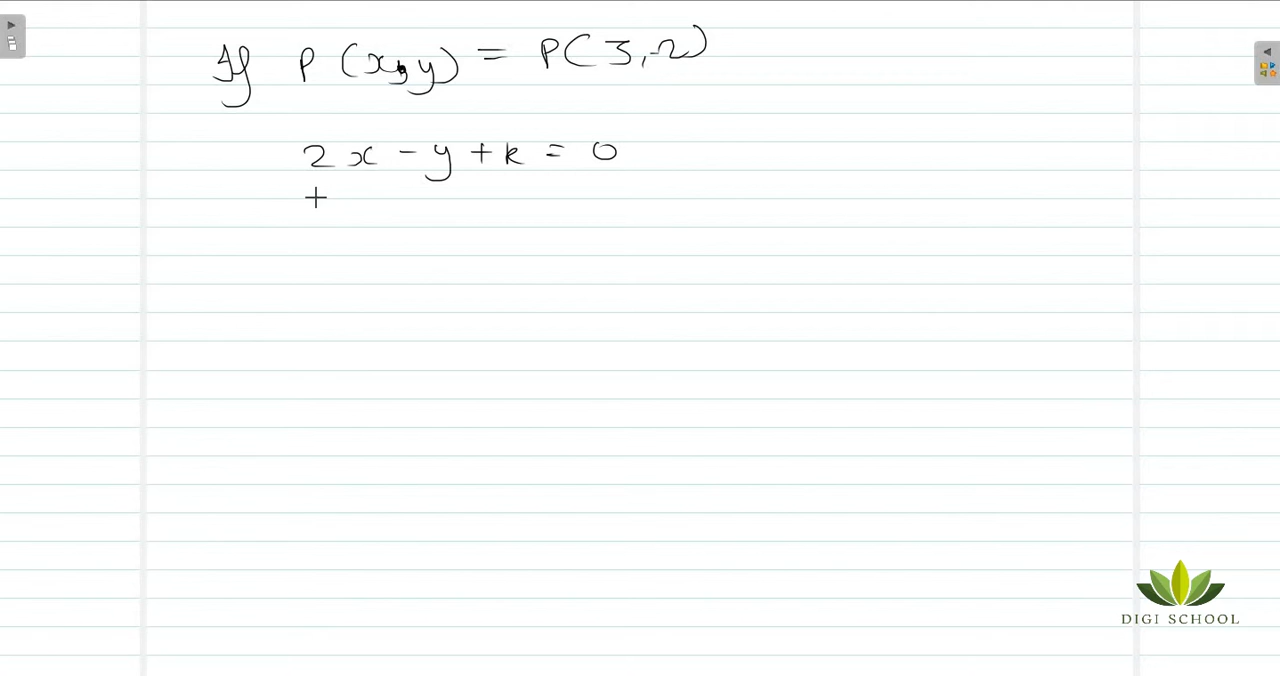 If P(x,y) = P(3,-2)
2x - y + k = 0
+
DIGI SCHOOL